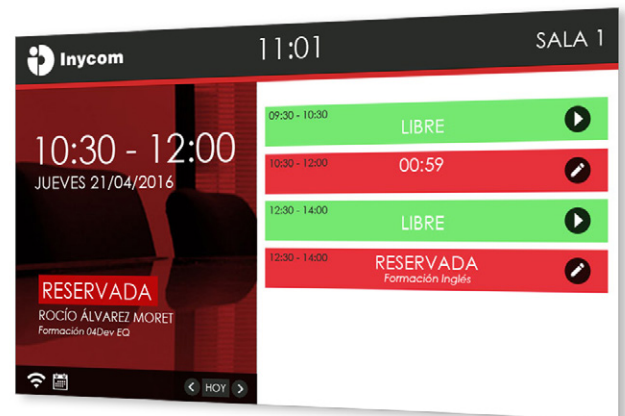 Inycom
11:01
SALA 1
10:30 - 12:00
JUEVES 21/04/2016
RESERVADA
ROCÍO ÁLVAREZ MORET
Formación 04Dev EQ
HOY
09:30 - 10:30
LIBRE
10:30 - 12:00
00:59
12:30 - 14:00
LIBRE
12:30 - 14:00
RESERVADA
Formación Inglés